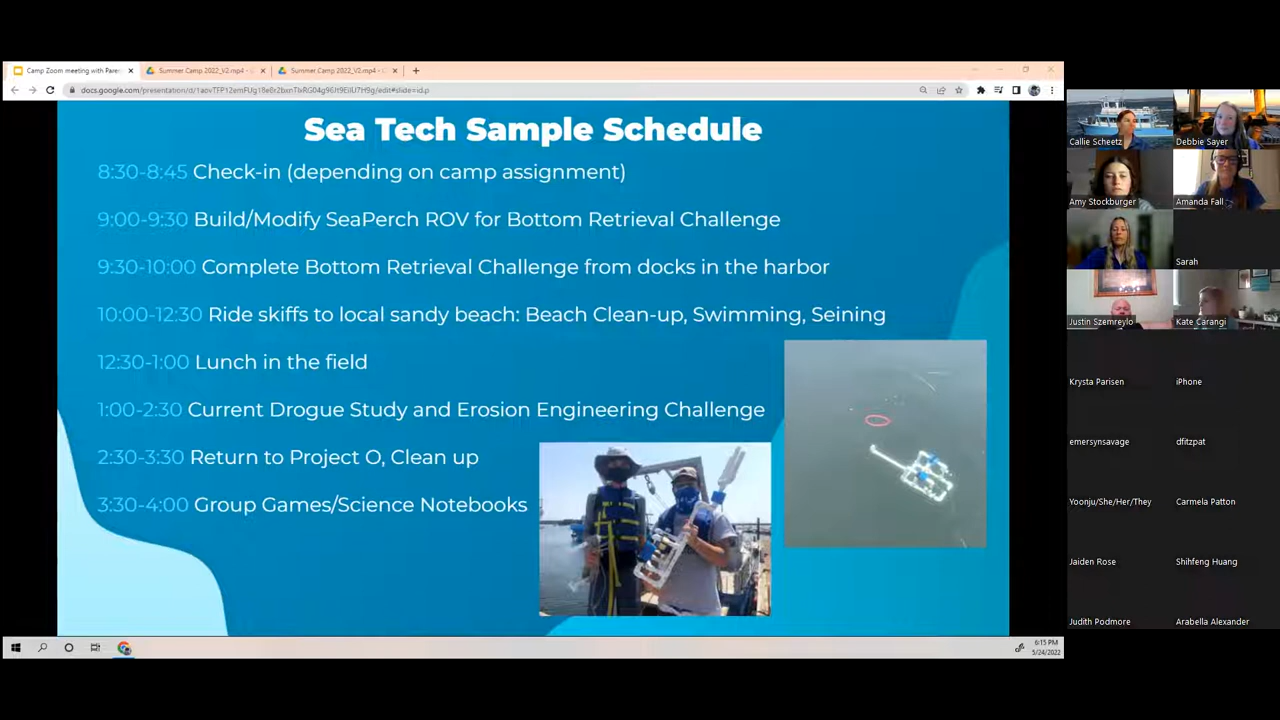 Camp Zoom meeting with Paren
Summer Camp 2022_V2.mp4 - G
Summer Camp 2022_V2.mp4 - G
Sea Tech Sample Schedule
8:30-8:45 Check-in (depending on camp assignment)
9:00-9:30 Build/Modify SeaPerch ROV for Bottom Retrieval Challenge
9:30-10:00 Complete Bottom Retrieval Challenge from docks in the harbor
10:00-12:30 Ride skiffs to local sandy beach: Beach Clean-up, Swimming, Seining
12:30-1:00 Lunch in the field
1:00-2:30 Current Drogue Study and Erosion Engineering Challenge
2:30-3:30 Return to Project O, Clean up
3:30-4:00 Group Games/Science Notebooks
Callie Scheetz
Debbie Sayer
Amy Stockburger
Amanda Fall
Sarah
Justin Szemreylo
Kate Carangi
Krysta Parisen
iPhone
emersynsavage
dfitzpat
Yoonju/She/Her/They
Carmela Patton
Jaiden Rose
Shihfeng Huang
Judith Podmore
Arabella Alexander
6:15 PM
5/24/2022